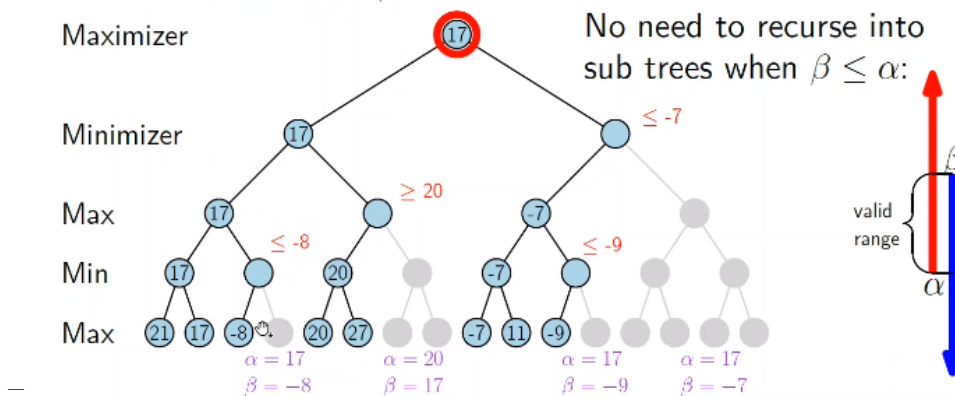 Maximizer
17
No need to recurse into
sub trees when β ≤ α:
Minimizer
17
≤ -7
Max
17
≥ 20
-7
Min
17
≤ -8
20
-7
≤ -9
Max
21 17 -8 20 27 -7 11 -9
α = 17 α = 20 α = 17 α = 17
β = −8 β = 17 β = −9 β = −7
β
valid
range
α